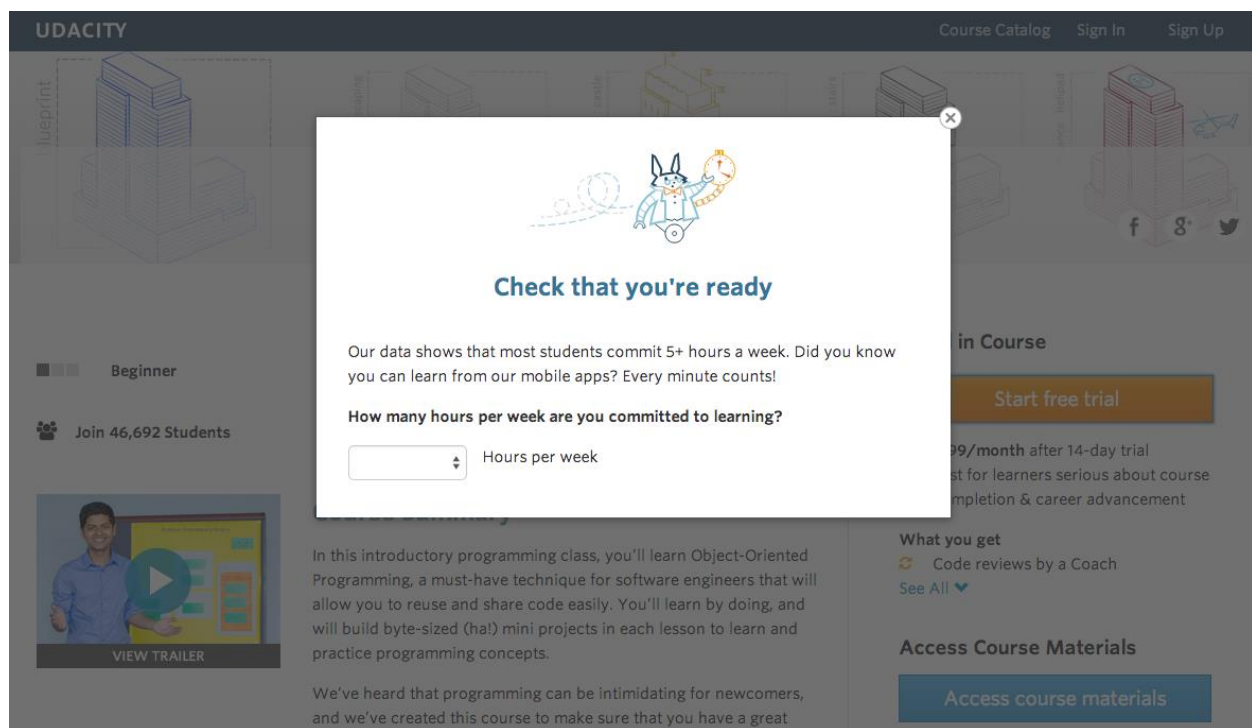 UDACITY
Course Catalog Sign In Sign Up
blueprint
Check that you're ready
Our data shows that most students commit 5+ hours a week. Did you know
you can learn from our mobile apps? Every minute counts!
How many hours per week are you committed to learning?
Hours per week
Beginner
Join 46,692 Students
VIEW TRAILER
In this introductory programming class, you'll learn Object-Oriented
Programming, a must-have technique for software engineers that will
allow you to reuse and share code easily. You'll learn by doing, and
will build byte-sized (ha!) mini projects in each lesson to learn and
practice programming concepts.
We've heard that programming can be intimidating for newcomers,
and we've created this course to make sure that you have a great
in Course
Start free trial
99/month after 14-day trial
for learners serious about course
& career advancement
What you get
Code reviews by a Coach
See All
Access Course Materials
Access course materials